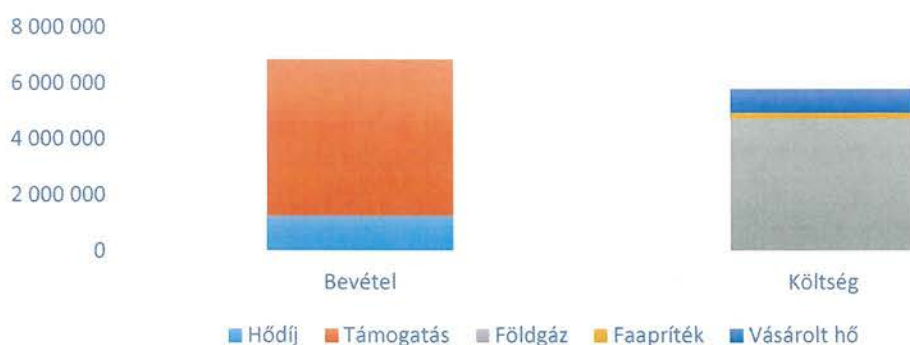 8 000 000
6 000 000
4 000 000
2 000 000
0
Bevétel Költség
Hődíj Támogatás Földgáz Faapríték Vásárolt hő